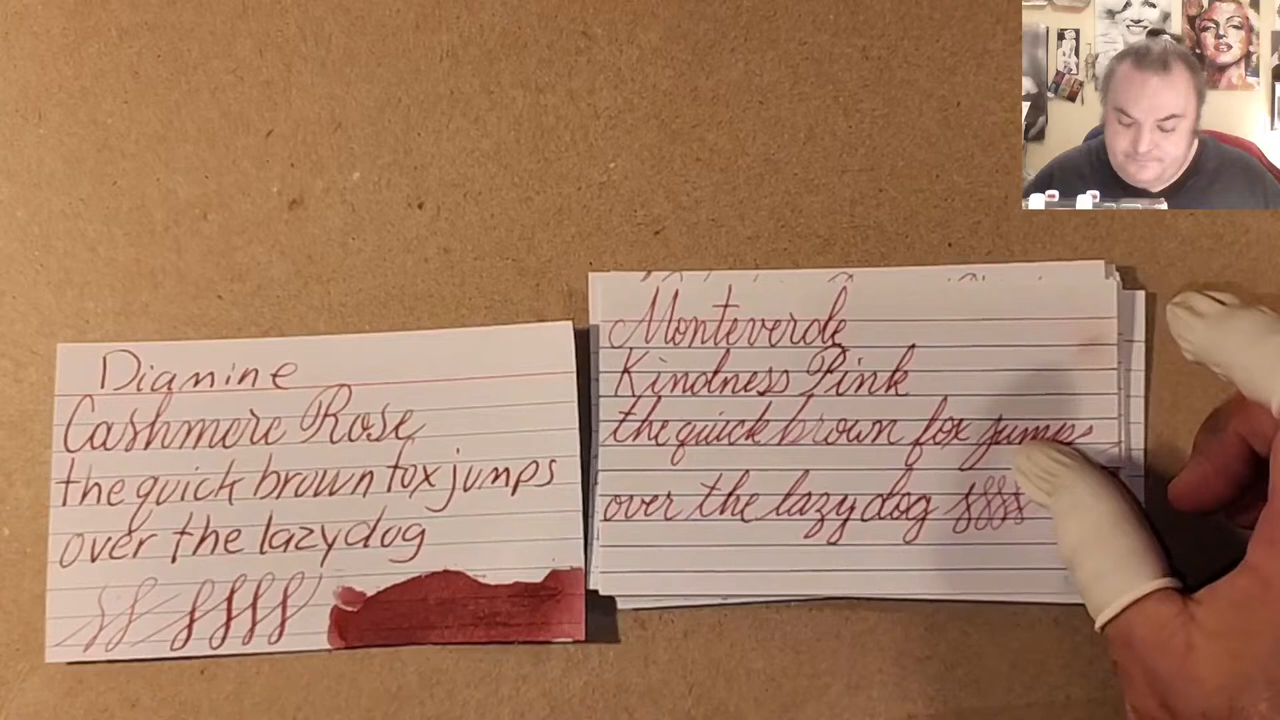 Diamine
Cashmere Rose
the quick brown fox jumps
over the lazy dog
Monteverde
Kindness Pink
the quick brown fox jumps
over the lazy dog